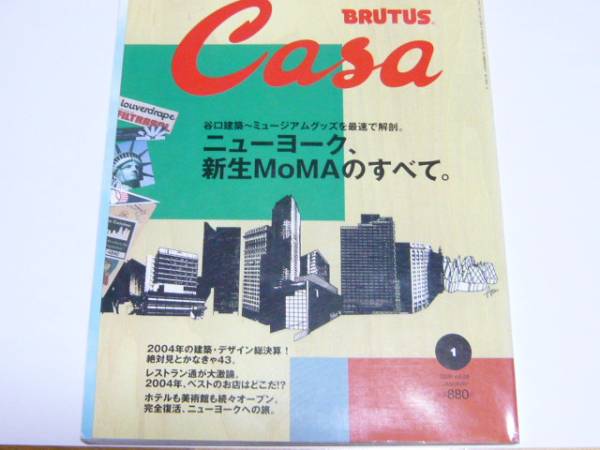 BRUTUS
Casa
louverdrape
FILTRASOL
谷口建築〜ミュージアムグッズを最速で解剖。
ニューヨーク、
新生MoMAのすべて。
2004年の建築・デザイン総決算！
絶対見とかなきゃ43。
レストラン通が大激論。
2004年、ベストのお店はどこだ!?
ホテルも美術館も続々オープン。
完全復活、ニューヨークへの旅。
1
880